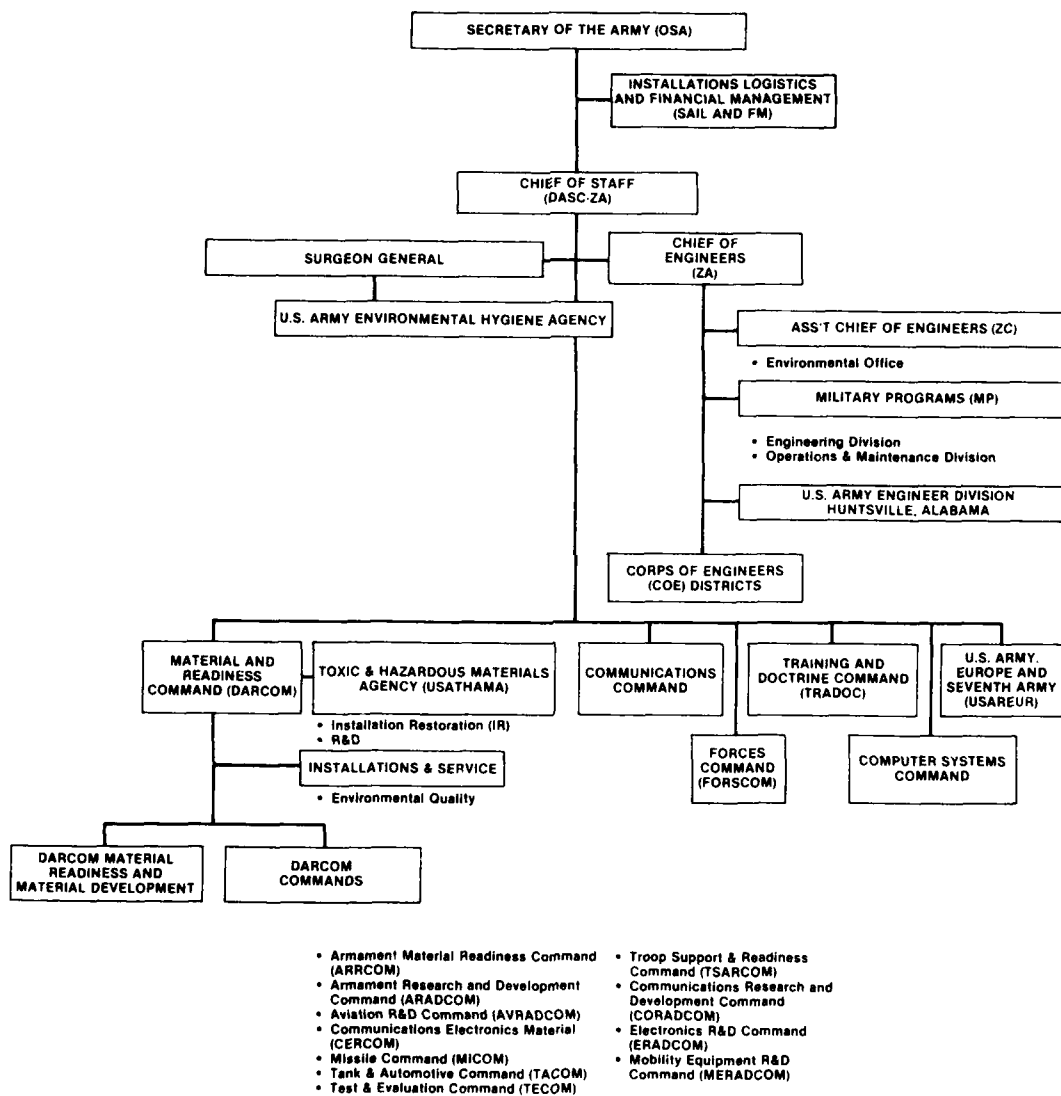 SECRETARY OF THE ARMY (OSA)
INSTALLATIONS LOGISTICS
AND FINANCIAL MANAGEMENT
(SAIL AND FM)
CHIEF OF STAFF
(DASC-ZA)
SURGEON GENERAL
CHIEF OF
ENGINEERS
(ZA)
U.S. ARMY ENVIRONMENTAL HYGIENE AGENCY
ASS'T CHIEF OF ENGINEERS (ZC)
• Environmental Office
MILITARY PROGRAMS (MP)
• Engineering Division
• Operations & Maintenance Division
U.S. ARMY ENGINEER DIVISION
HUNTSVILLE, ALABAMA
CORPS OF ENGINEERS
(COE) DISTRICTS
MATERIAL AND
READINESS
COMMAND (DARCOM)
TOXIC & HAZARDOUS MATERIALS
AGENCY (USATHAMA)
• Installation Restoration (IR)
• R&D
COMMUNICATIONS
COMMAND
TRAINING AND
DOCTRINE COMMAND
(TRADOC)
U.S. ARMY.
EUROPE AND
SEVENTH ARMY
(USAREUR)
FORCES
COMMAND
(FORSCOM)
COMPUTER SYSTEMS
COMMAND
INSTALLATIONS & SERVICE
• Environmental Quality
DARCOM MATERIAL
READINESS AND
MATERIAL DEVELOPMENT
DARCOM
COMMANDS
• Armament Material Readiness Command
(ARRCOM)
• Armament Research and Development
Command (ARADCOM)
• Aviation R&D Command (AVRADCOM)
• Communications Electronics Material
(CERCOM)
• Missile Command (MICOM)
• Tank & Automotive Command (TACOM)
• Test & Evaluation Command (TECOM)
• Troop Support & Readiness
Command (TSARCOM)
• Communications Research and
Development Command
(CORADCOM)
• Electronics R&D Command
(ERADCOM)
• Mobility Equipment R&D
Command (MERADCOM)